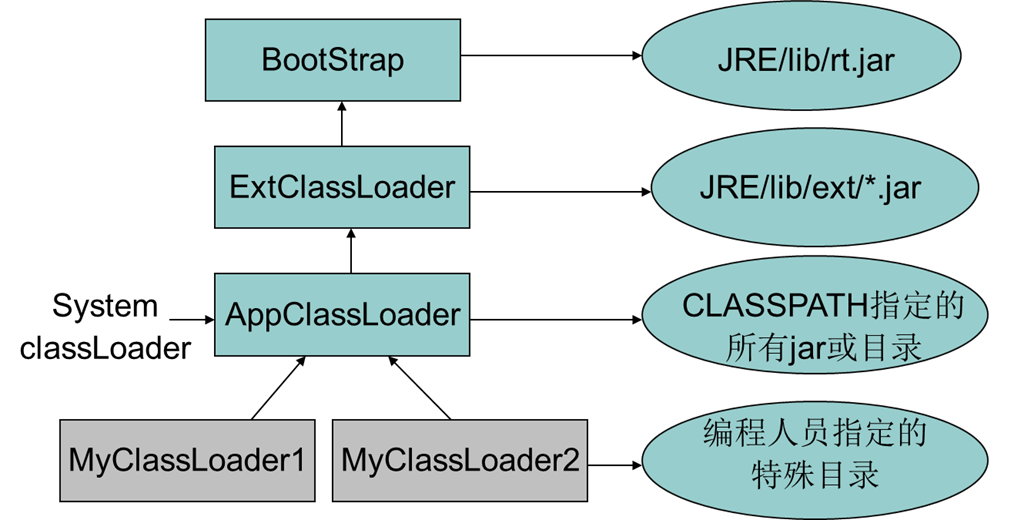 BootStrap
JRE/lib/rt.jar
ExtClassLoader
JRE/lib/ext/*.jar
System
classLoader
AppClassLoader
CLASSPATH指定的
所有jar或目录
MyClassLoader1
MyClassLoader2
编程人员指定的
特殊目录